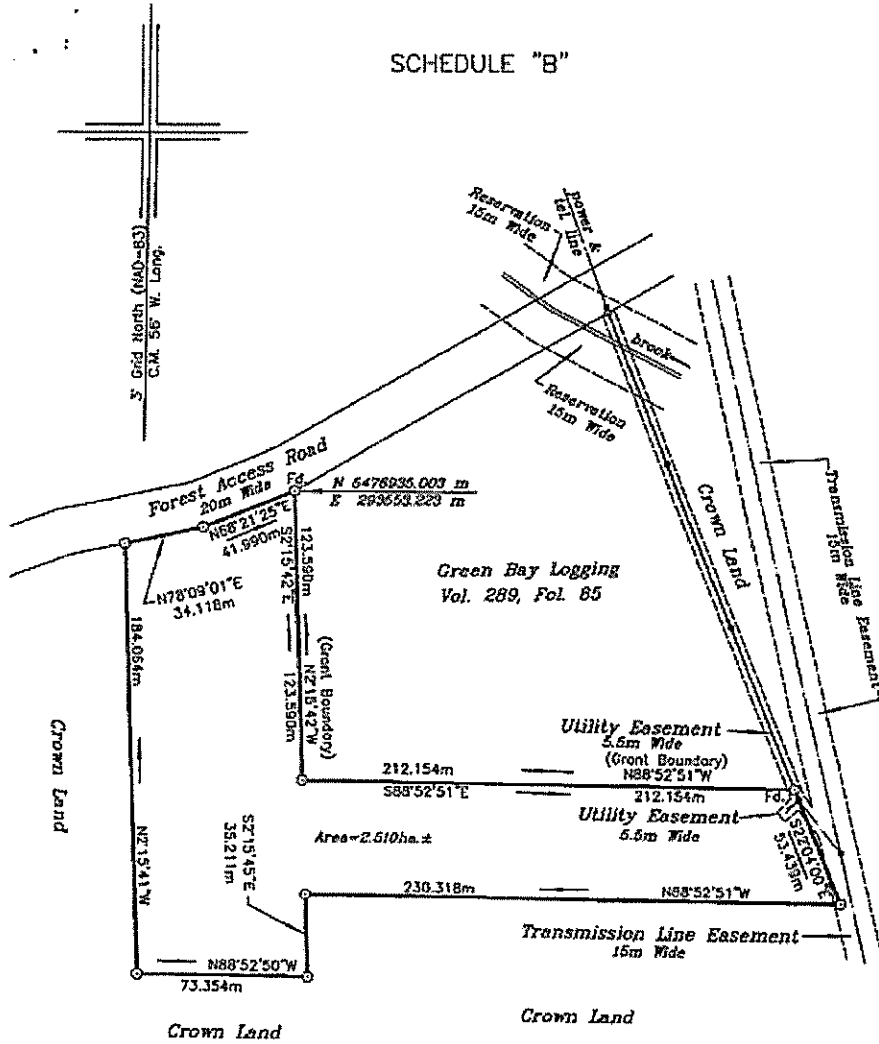 SCHEDULE "B"
3° Grid North (NAD-83)
C.M. 56° W. Long.
Reservation
15m Wide
power &
tel. line
brook
Reservation
15m Wide
Forest Access Road
20m Wide
Fd.
N 5476935.003 m
E 293553.223 m
N68°21'25"E
41.990m
N78°09'01"E
34.118m
123.590m
S2°15'42"E
123.590m
N2°15'42"W
(Grant Boundary)
Green Bay Logging
Vol. 289, Fol. 85
Crown Land
Transmission Line Easement
15m Wide
184.064m
N2°15'41"W
Crown Land
Utility Easement
5.5m Wide
(Grant Boundary)
212.154m
N88°52'51"W
S88°52'51"E
212.154m
Fd.
Utility Easement
5.5m Wide
S22°04'00"E
53.439m
Area=2.510ha.±
S2°15'45"E
35.211m
230.318m
N88°52'51"W
Transmission Line Easement
15m Wide
N88°52'50"W
73.354m
Crown Land
Crown Land